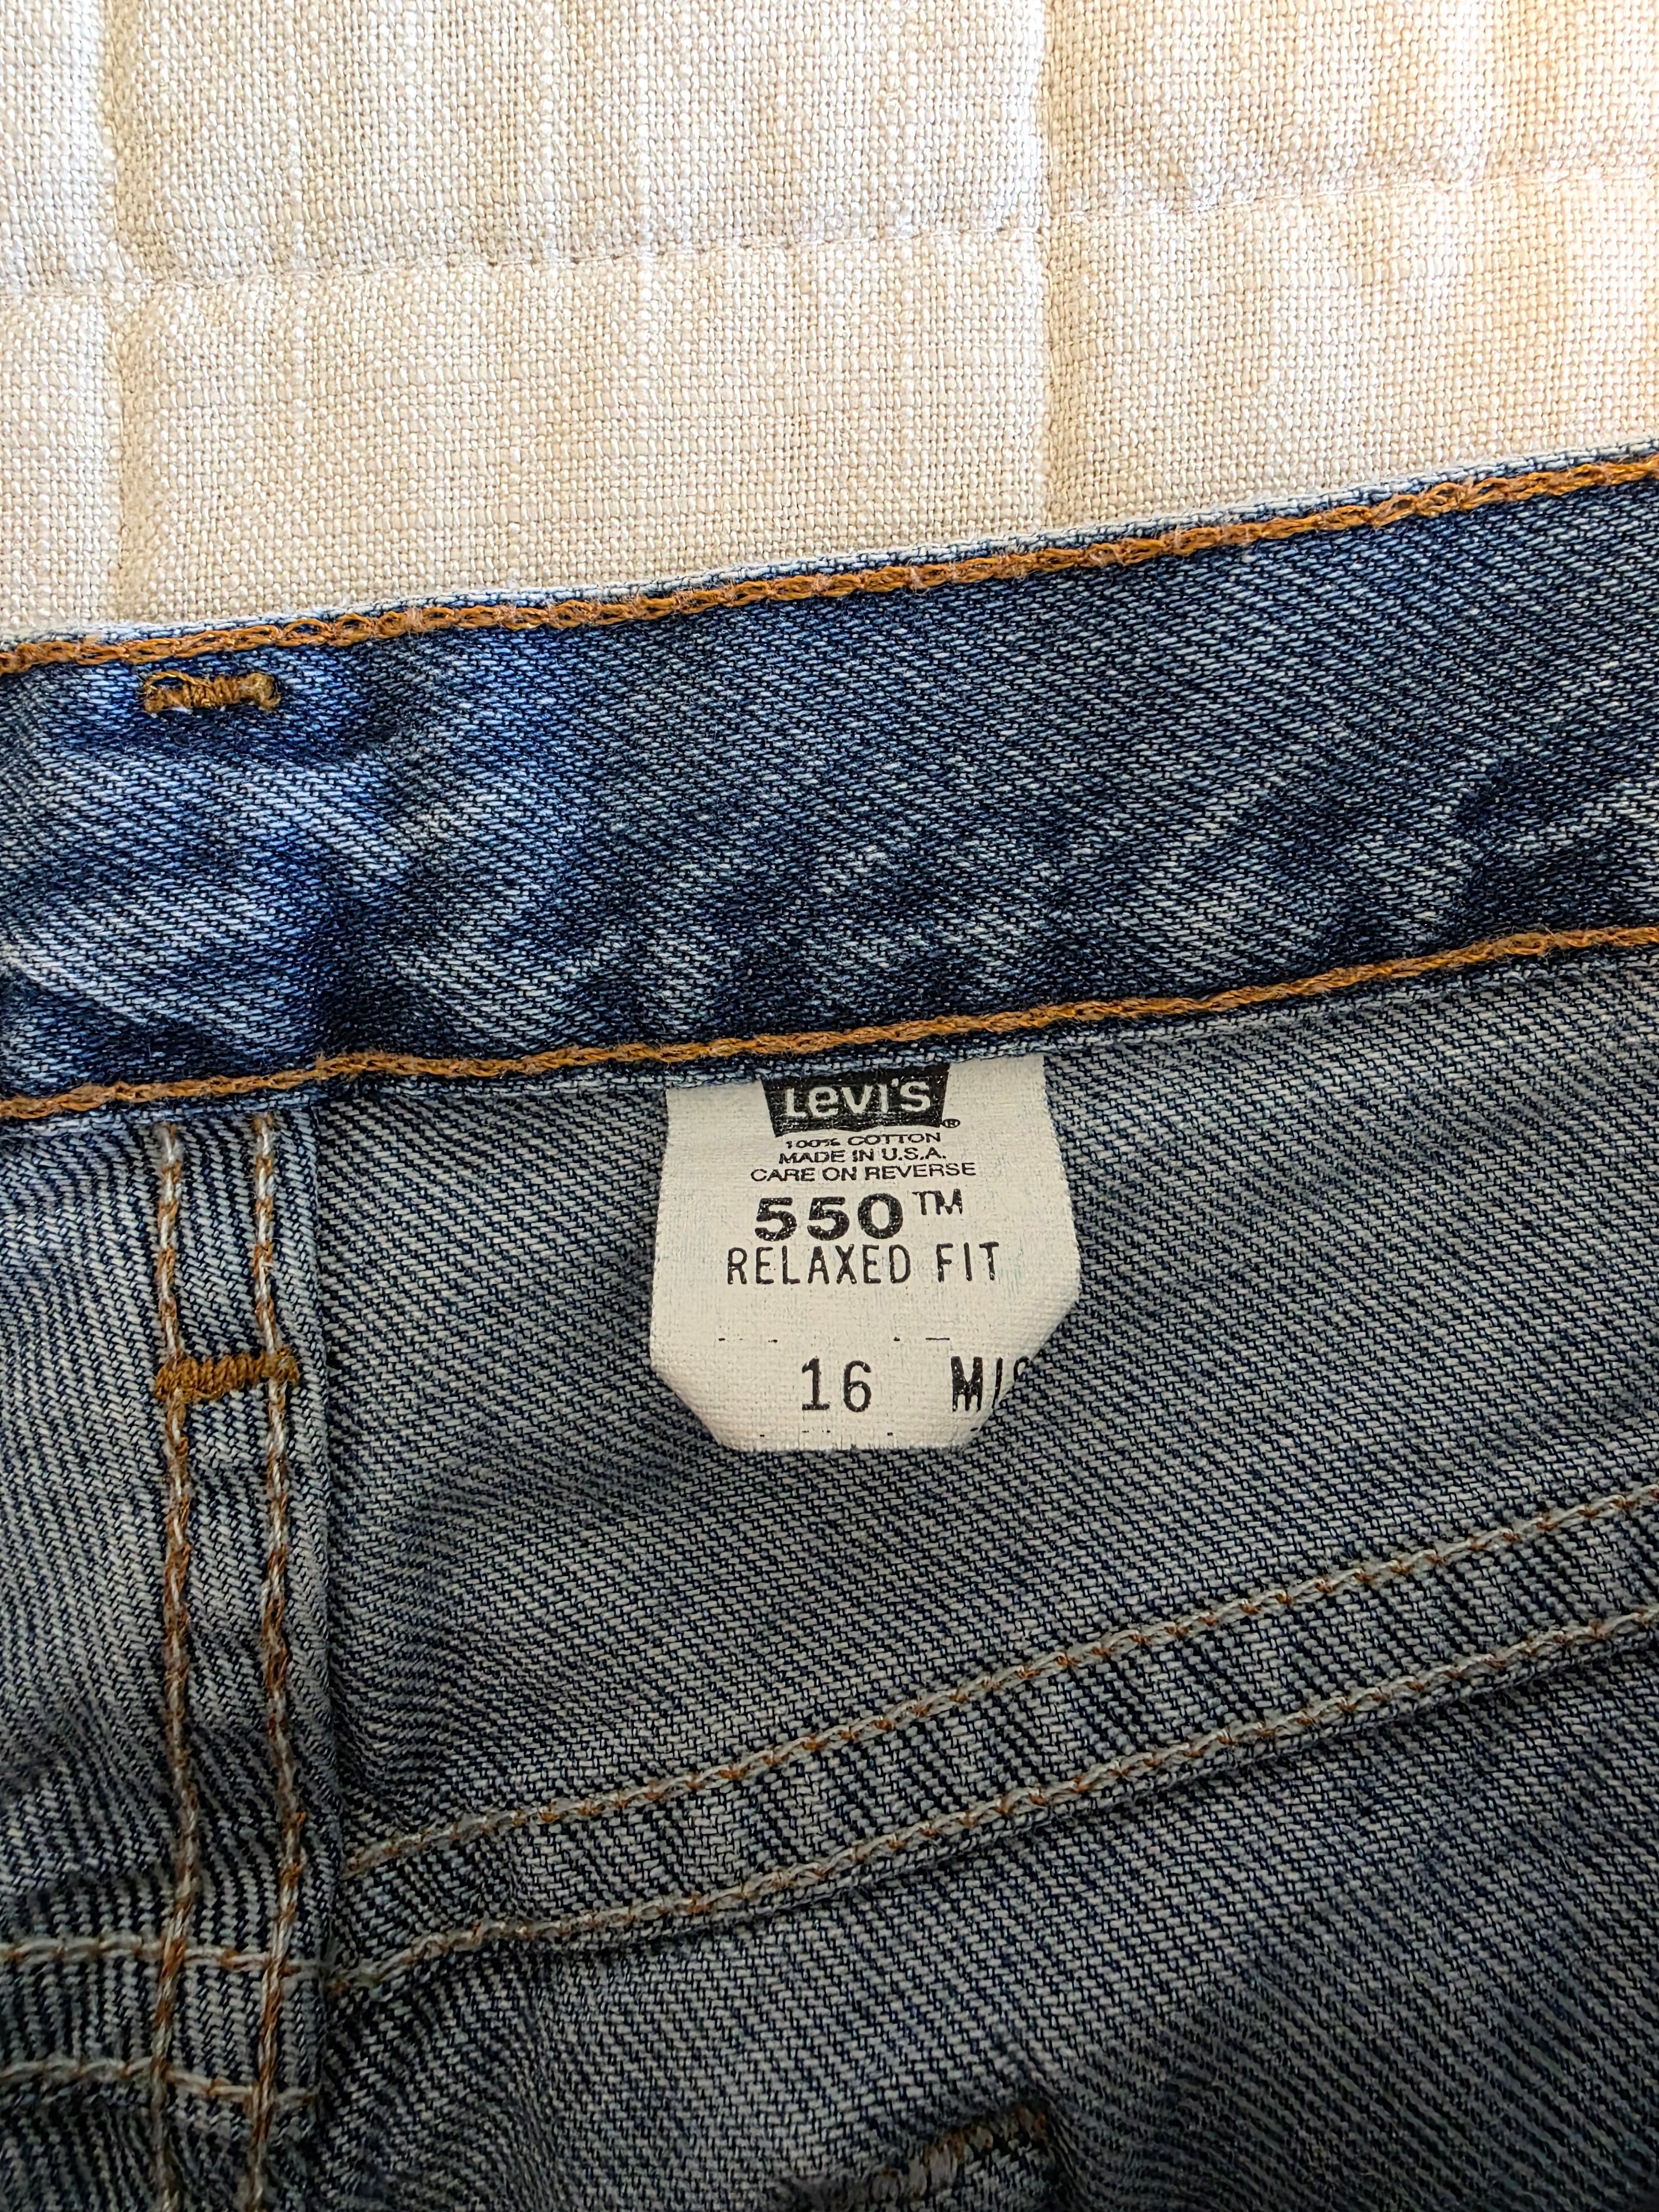 Levi's®
100% COTTON
MADE IN U.S.A.
CARE ON REVERSE
550™
RELAXED FIT
16